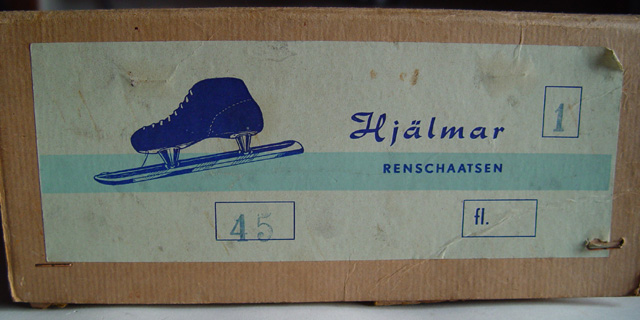 Hjälmar
1
RENSCHAATSEN
45
fl.